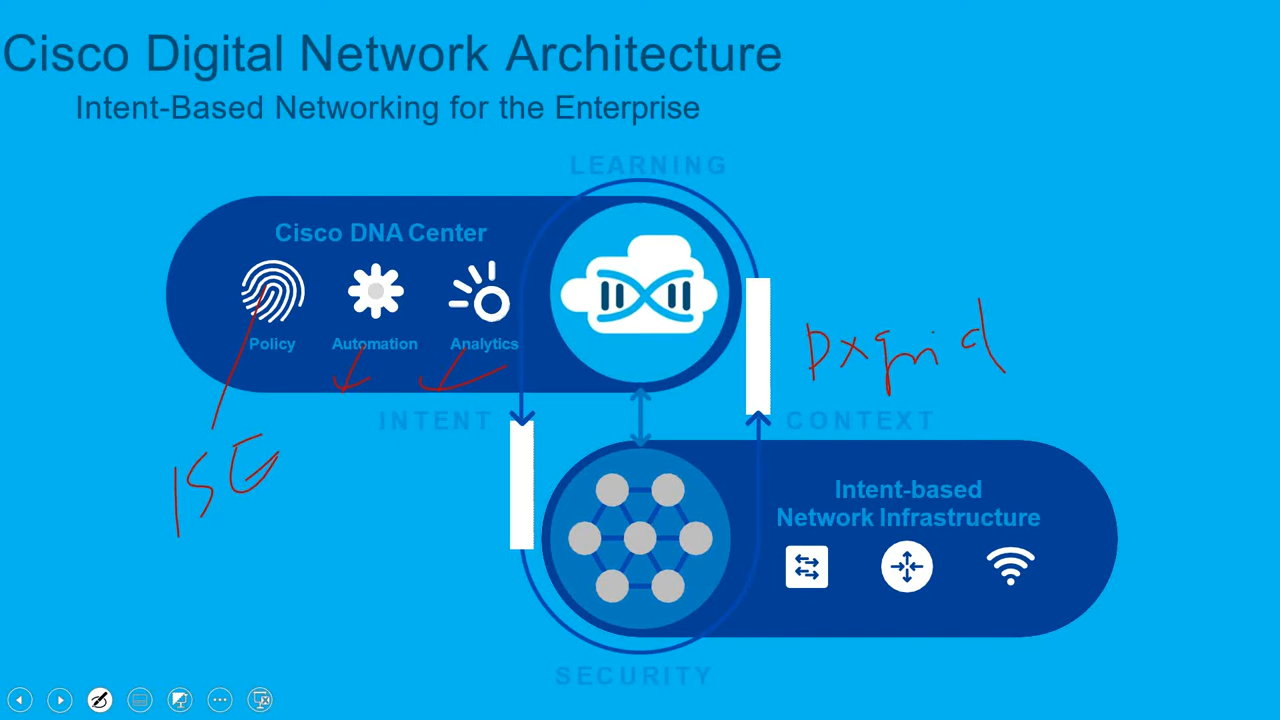 Cisco Digital Network Architecture
Intent-Based Networking for the Enterprise
LEARNING
Cisco DNA Center
Policy Automation Analytics
pxgrid
INTENT
CONTEXT
ISE
Intent-based
Network Infrastructure
SECURITY